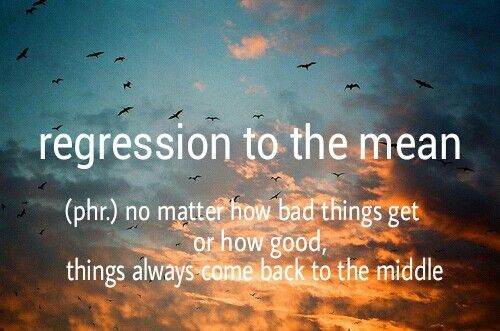 regression to the mean
(phr.) no matter how bad things get
or how good,
things always come back to the middle